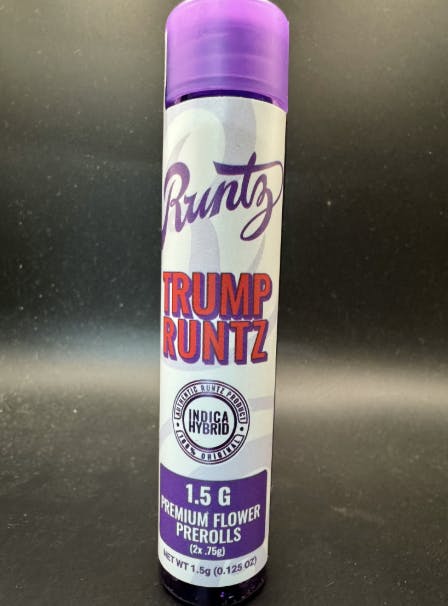 Runtz
TRUMP
RUNTZ
AUTHENTIC RUNTZ PRODUCT
INDICA
HYBRID
100% ORIGINAL
1.5 G
PREMIUM FLOWER
PREROLLS
(2x .75g)
NET WT 1.5g (0.125 OZ)